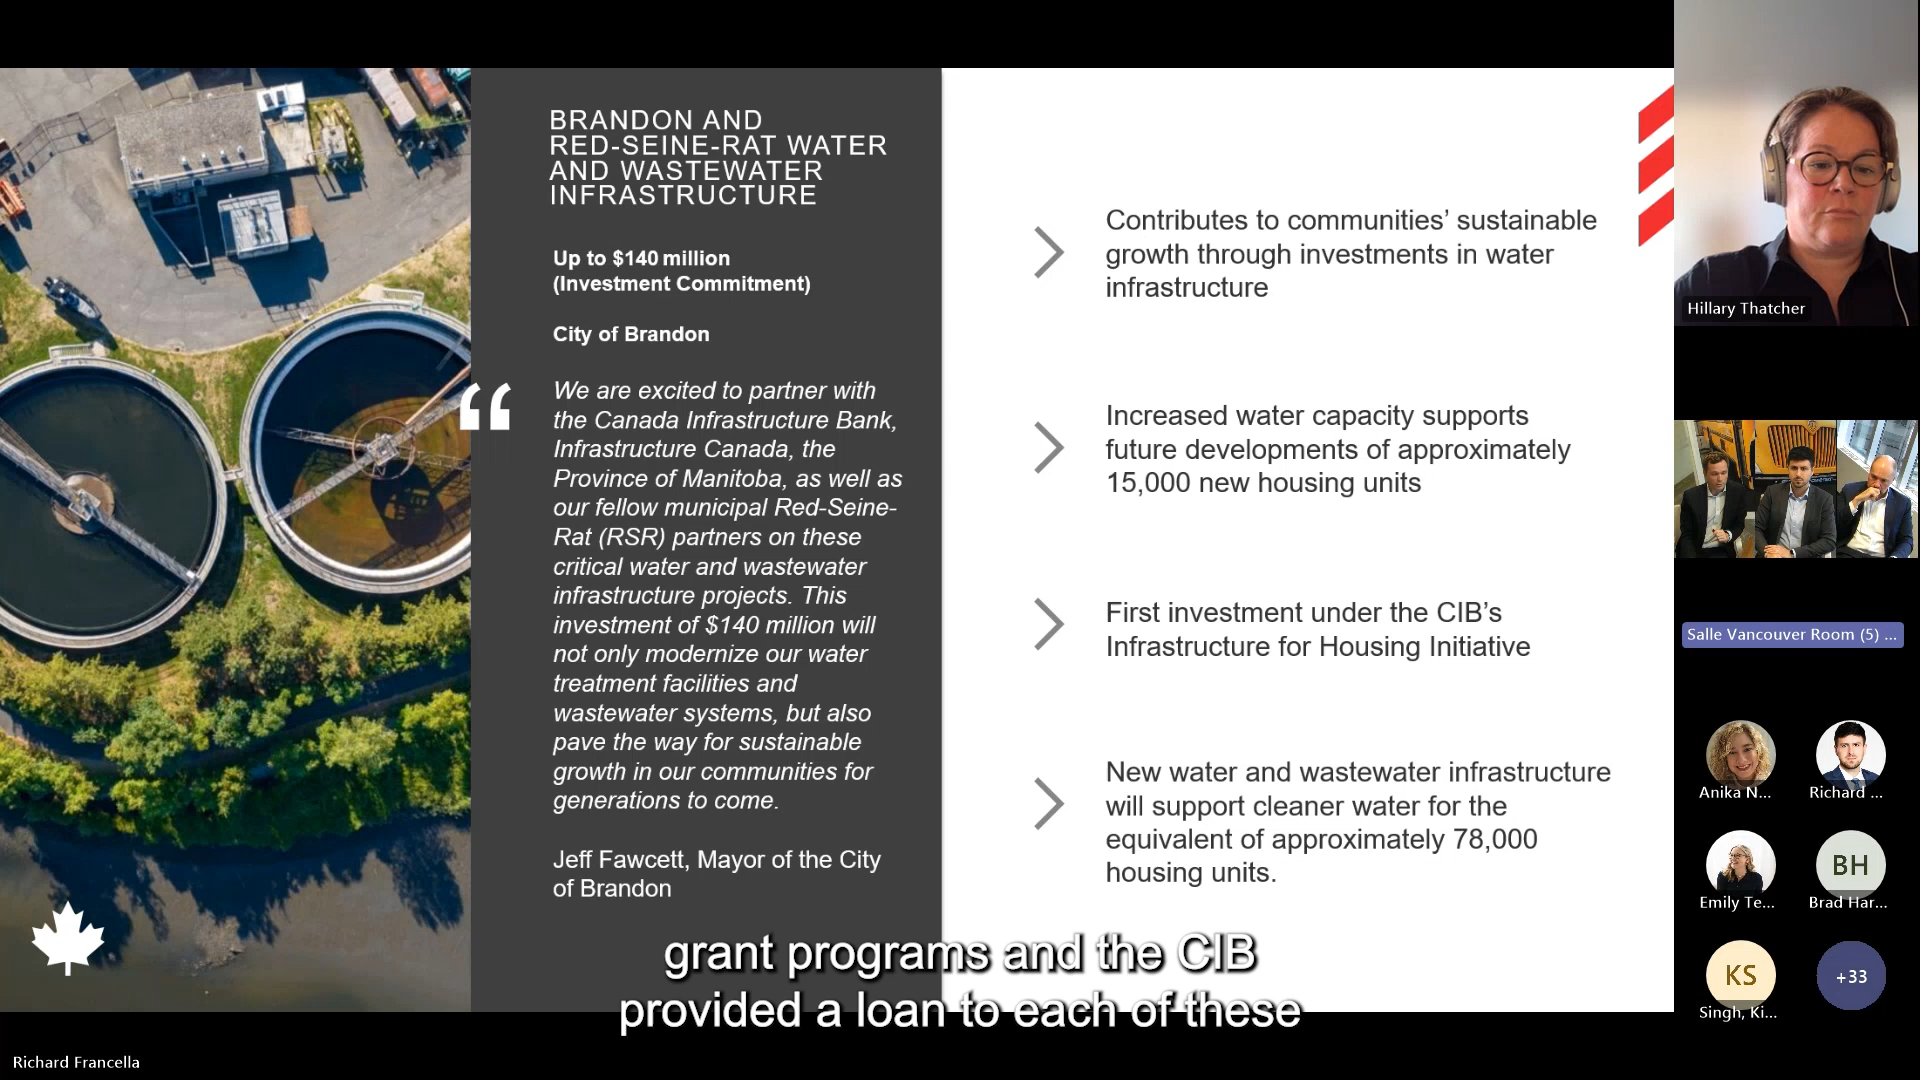 BRANDON AND
RED-SEINE-RAT WATER
AND WASTEWATER
INFRASTRUCTURE
Up to $140 million
(Investment Commitment)
City of Brandon
“
We are excited to partner with
the Canada Infrastructure Bank,
Infrastructure Canada, the
Province of Manitoba, as well as
our fellow municipal Red-Seine-
Rat (RSR) partners on these
critical water and wastewater
infrastructure projects. This
investment of $140 million will
not only modernize our water
treatment facilities and
wastewater systems, but also
pave the way for sustainable
growth in our communities for
generations to come.
Jeff Fawcett, Mayor of the City
of Brandon
Contributes to communities’ sustainable
growth through investments in water
infrastructure
Increased water capacity supports
future developments of approximately
15,000 new housing units
First investment under the CIB’s
Infrastructure for Housing Initiative
New water and wastewater infrastructure
will support cleaner water for the
equivalent of approximately 78,000
housing units.
grant programs and the CIB
provided a loan to each of these
Hillary Thatcher
Salle Vancouver Room (5) ...
Anika N...
Richard ...
Emily Te...
BH
Brad Har...
KS
Singh, Ki...
+33
Richard Francella